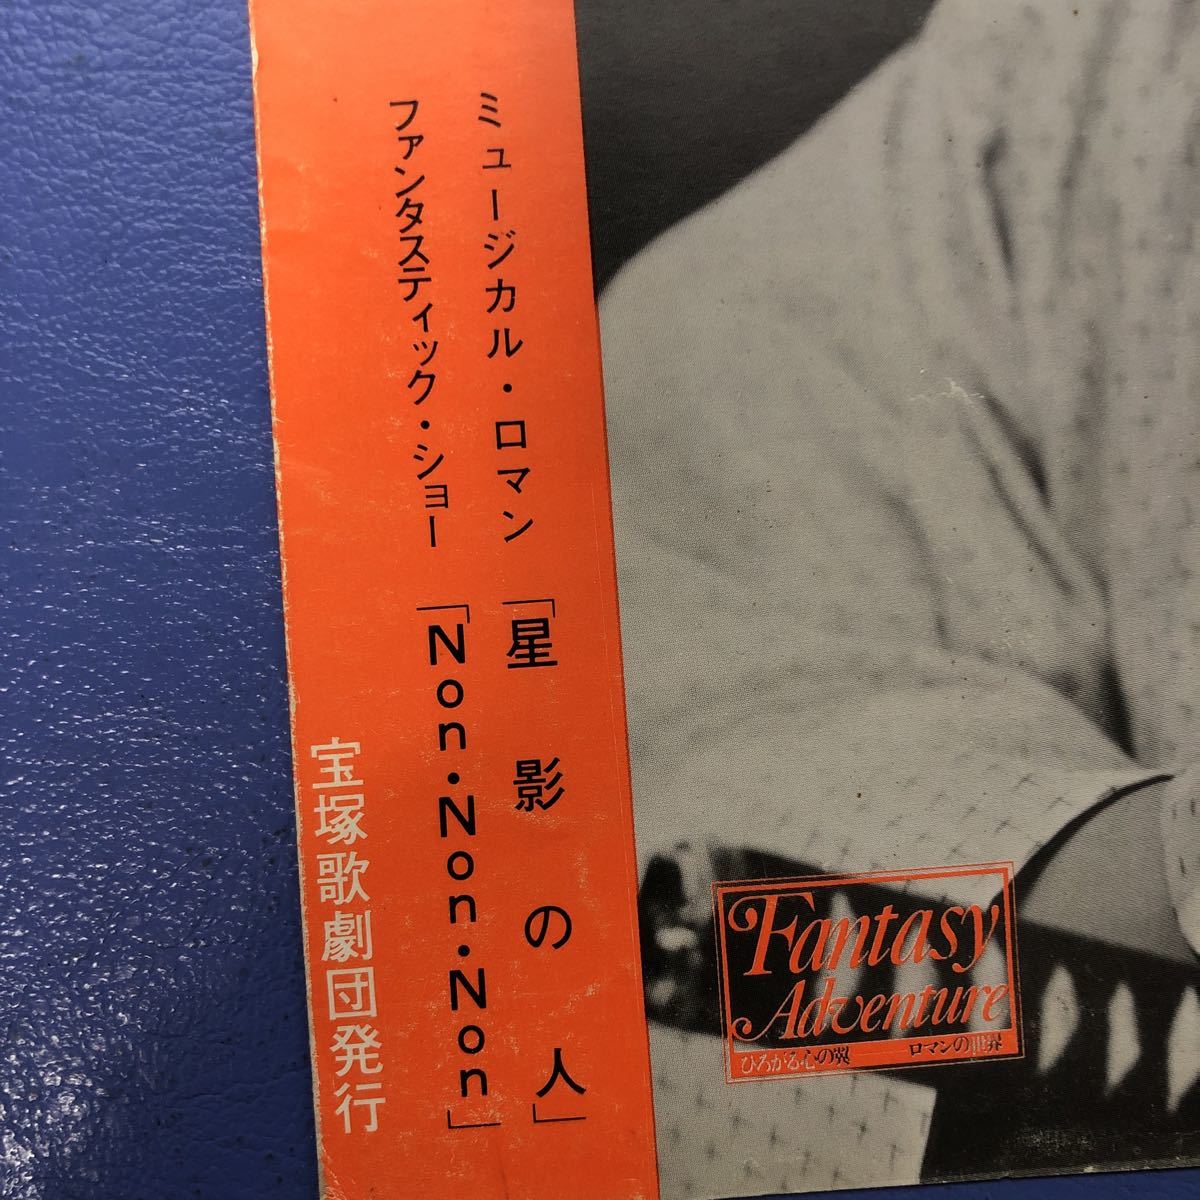 ミュージカル・ロマン「星影の人」
ファンタスティック・ショー「Non・Non・Non」
宝塚歌劇団発行
Fantasy
Adventure
ひろがる心の翼 ロマンの世界